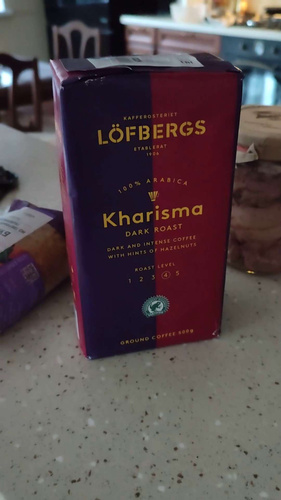 KAFFEROSTERIET
LÖFBERGS
ETABLERAT
1906
100% ARABICA
Kharisma
DARK ROAST
DARK AND INTENSE COFFEE
WITH HINTS OF HAZELNUTS
ROAST LEVEL
1 2 3 4 5
GROUND COFFEE 500g